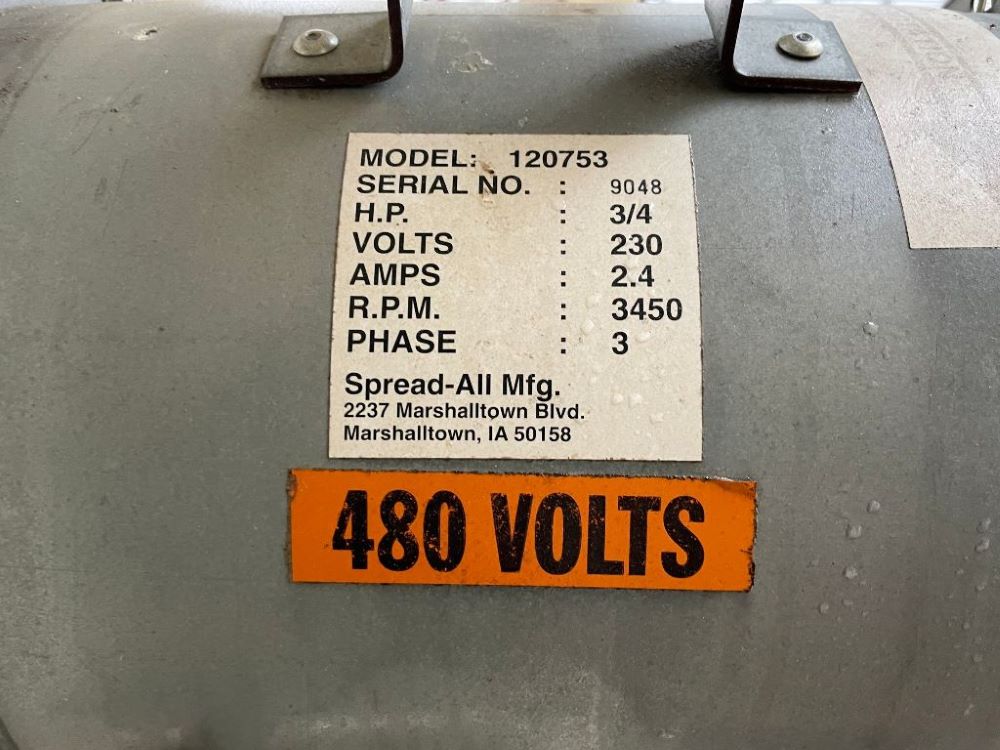 MODEL: 120753
SERIAL NO. : 9048
H.P. : 3/4
VOLTS : 230
AMPS : 2.4
R.P.M. : 3450
PHASE : 3
Spread-All Mfg.
2237 Marshalltown Blvd.
Marshalltown, IA 50158
480 VOLTS